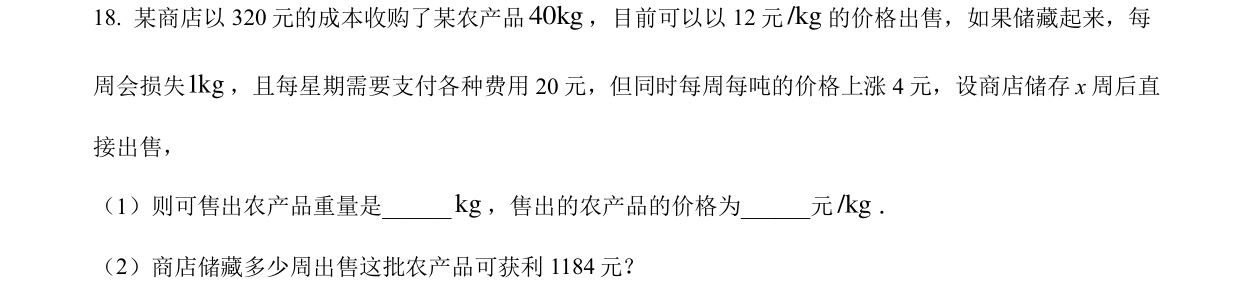 18. 某商店以 320 元的成本收购了某农产品 40kg，目前可以以 12 元/kg 的价格出售，如果储藏起来，每
周会损失 1kg，且每星期需要支付各种费用 20 元，但同时每周每吨的价格上涨 4 元，设商店储存 x 周后直
接出售，
（1）则可售出农产品重量是______kg，售出的农产品的价格为______元/kg．
（2）商店储藏多少周出售这批农产品可获利 1184 元？